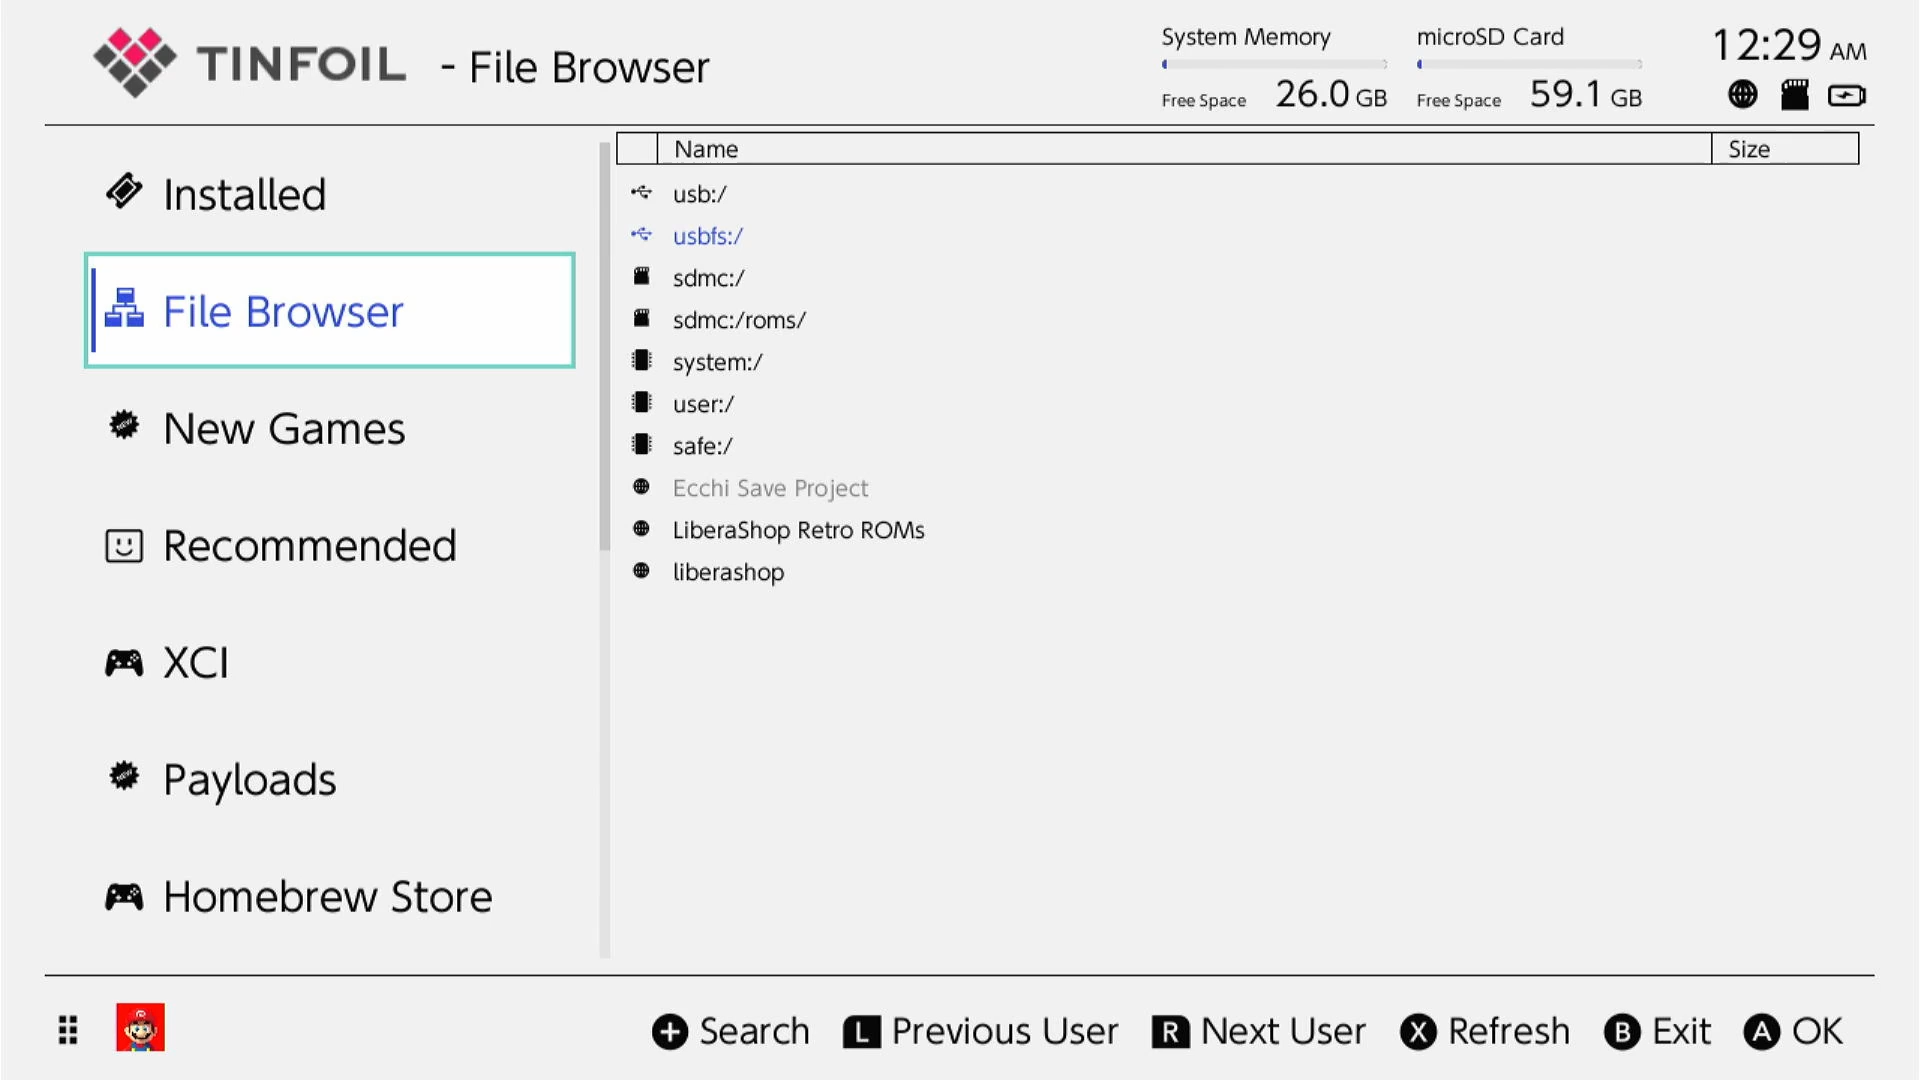 TINFOIL - File Browser
System Memory
Free Space 26.0 GB
microSD Card
Free Space 59.1 GB
12:29 AM
Installed
File Browser
New Games
Recommended
XCI
Payloads
Homebrew Store
Name Size
usb:/
usbfs:/
sdmc:/
sdmc:/roms/
system:/
user:/
safe:/
Ecchi Save Project
LiberaShop Retro ROMs
liberashop
+ Search L Previous User R Next User X Refresh B Exit A OK